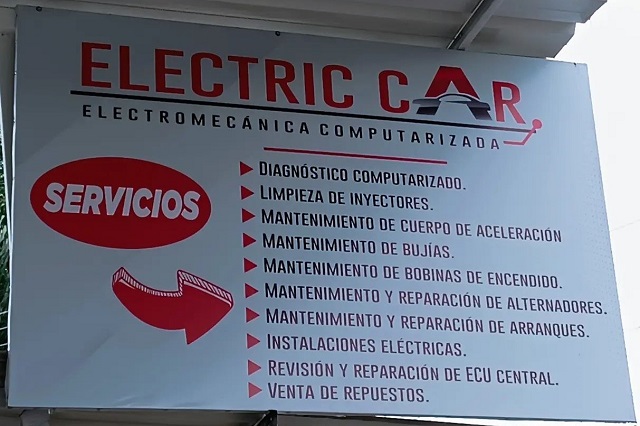 ELECTRIC CAR.
ELECTROMECÁNICA COMPUTARIZADA
SERVICIOS
DIAGNÓSTICO COMPUTARIZADO.
LIMPIEZA DE INYECTORES.
MANTENIMIENTO DE CUERPO DE ACELERACIÓN
MANTENIMIENTO DE BUJÍAS.
MANTENIMIENTO DE BOBINAS DE ENCENDIDO.
MANTENIMIENTO Y REPARACIÓN DE ALTERNADORES.
MANTENIMIENTO Y REPARACIÓN DE ARRANQUES.
INSTALACIONES ELÉCTRICAS.
REVISIÓN Y REPARACIÓN DE ECU CENTRAL.
VENTA DE REPUESTOS.